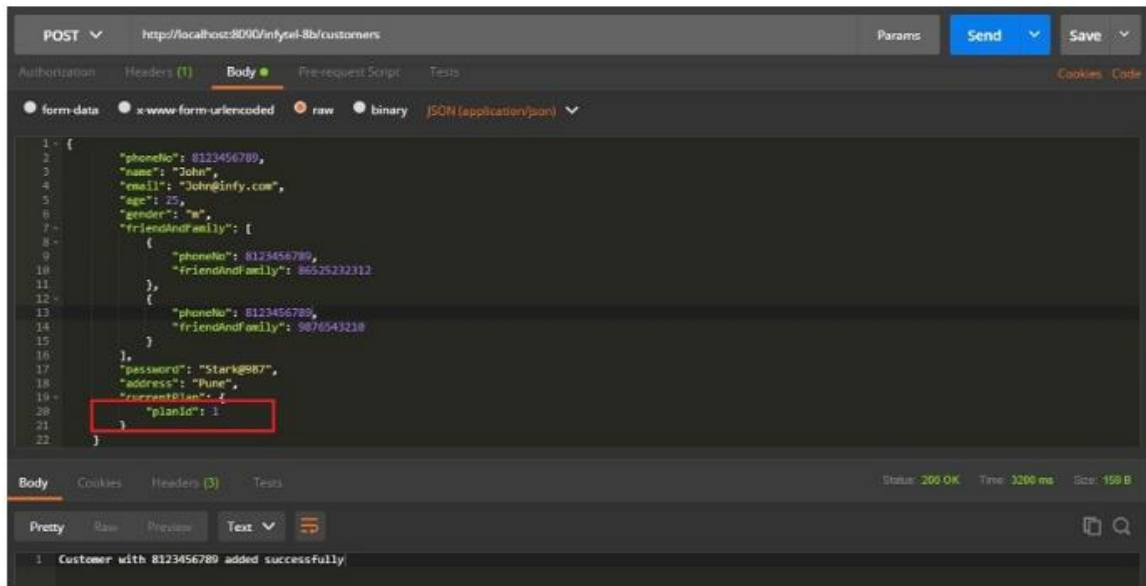 POST http://localhost:8090/infytel-8b/customers Params Send Save
Authorization Headers (1) Body Pre-request Script Tests Cookies Code
form-data x-www-form-urlencoded raw binary JSON (application/json)
1 {
2 "phoneNo": 8123456789,
3 "name": "John",
4 "email": "John@infy.com",
5 "age": 25,
6 "gender": "m",
7 "friendAndFamily": [
8 {
9 "phoneNo": 8123456789,
10 "friendAndFamily": 86525232312
11 },
12 {
13 "phoneNo": 8123456789,
14 "friendAndFamily": 9876543210
15 }
16 ],
17 "password": "Stark@987",
18 "address": "Pune",
19 "currentPlan": {
20 "planId": 1
21 }
22 }
Body Cookies Headers (3) Tests Status: 200 OK Time: 3200 ms Size: 159 B
Pretty Raw Preview Text
1 Customer with 8123456789 added successfully